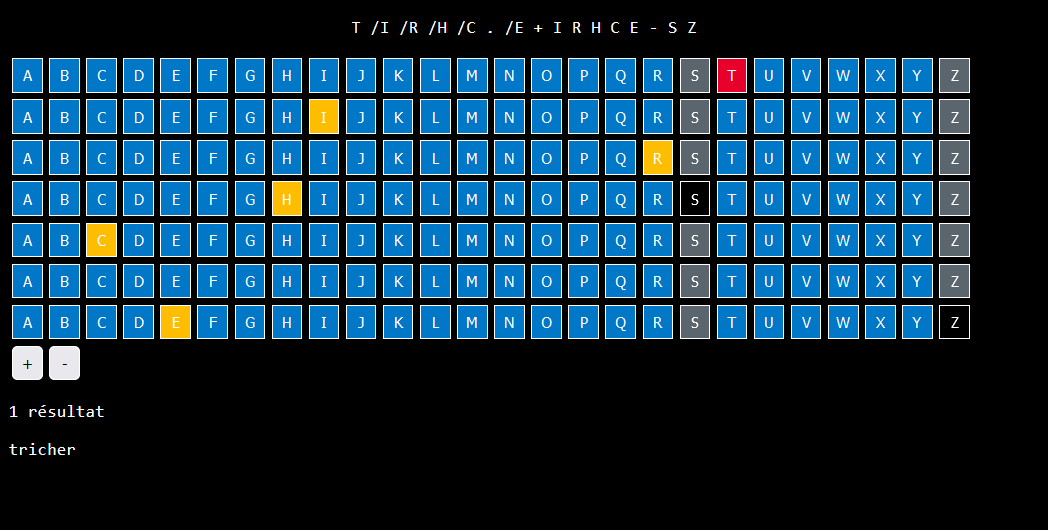 T /I /R /H /C . /E + I R H C E - S Z
A B C D E F G H I J K L M N O P Q R S T U V W X Y Z
A B C D E F G H I J K L M N O P Q R S T U V W X Y Z
A B C D E F G H I J K L M N O P Q R S T U V W X Y Z
A B C D E F G H I J K L M N O P Q R S T U V W X Y Z
A B C D E F G H I J K L M N O P Q R S T U V W X Y Z
A B C D E F G H I J K L M N O P Q R S T U V W X Y Z
A B C D E F G H I J K L M N O P Q R S T U V W X Y Z
+ -
1 résultat
tricher